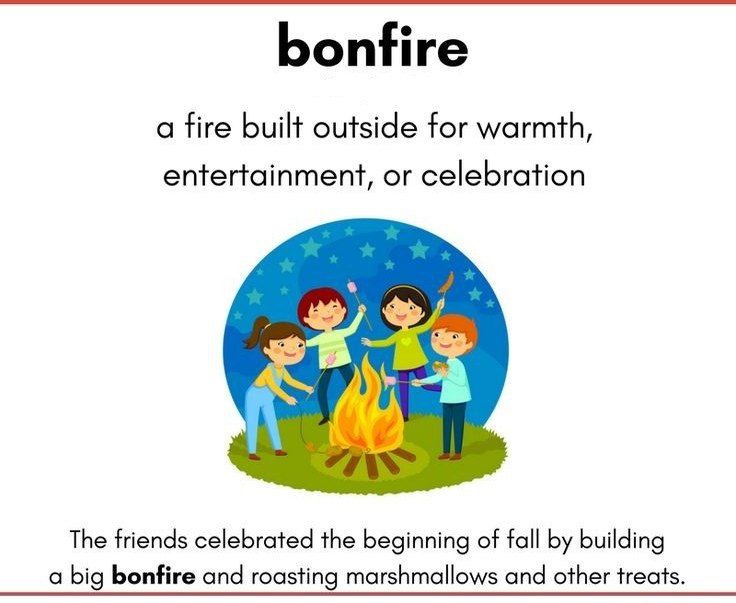 bonfire
a fire built outside for warmth,
entertainment, or celebration
The friends celebrated the beginning of fall by building
a big bonfire and roasting marshmallows and other treats.